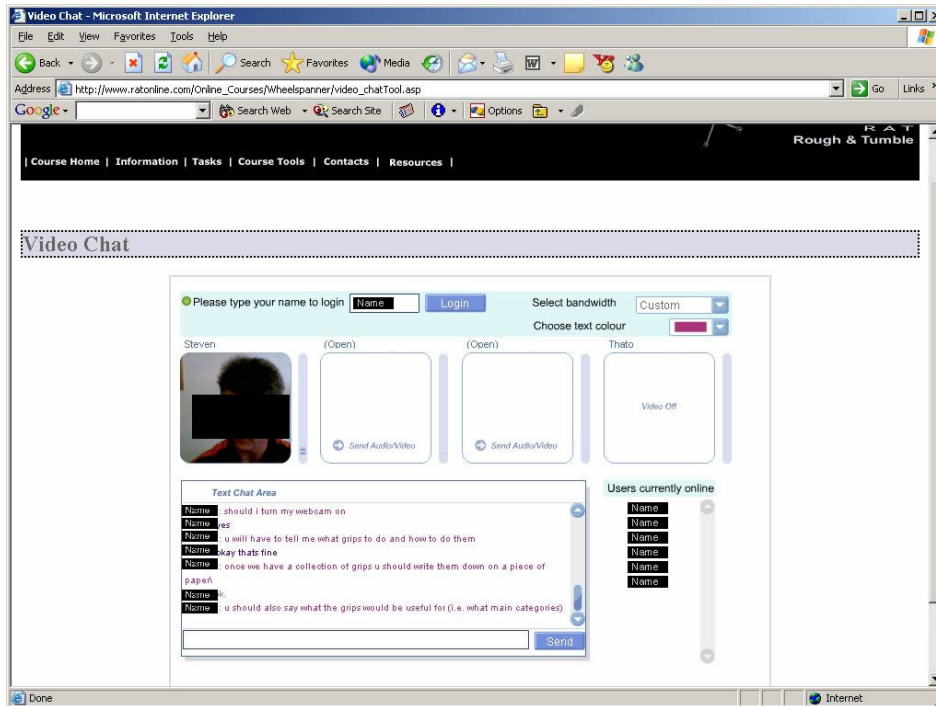 Video Chat - Microsoft Internet Explorer
File Edit View Favorites Tools Help
Back Search Favorites Media
Address http://www.ratonline.com/Online_Courses/Wheelspanner/video_chatTool.asp Go Links »
Google Search Web Search Site Options
R A T
Rough & Tumble
| Course Home | Information | Tasks | Course Tools | Contacts | Resources |
Video Chat
Please type your name to login Name Login Select bandwidth Custom
Choose text colour
Steven (Open) (Open) Thato
Video Off
Send Audio/Video Send Audio/Video
Text Chat Area Users currently online
Name : should i turn my webcam on
Name yes
Name : u will have to tell me what grips to do and how to do them
Name okay thats fine
Name : once we have a collection of grips u should write them down on a piece of
paper\
Name k.
Name : u should also say what the grips would be useful for (i.e. what main categories)
Name
Name
Name
Name
Name
Name
Send
Done Internet